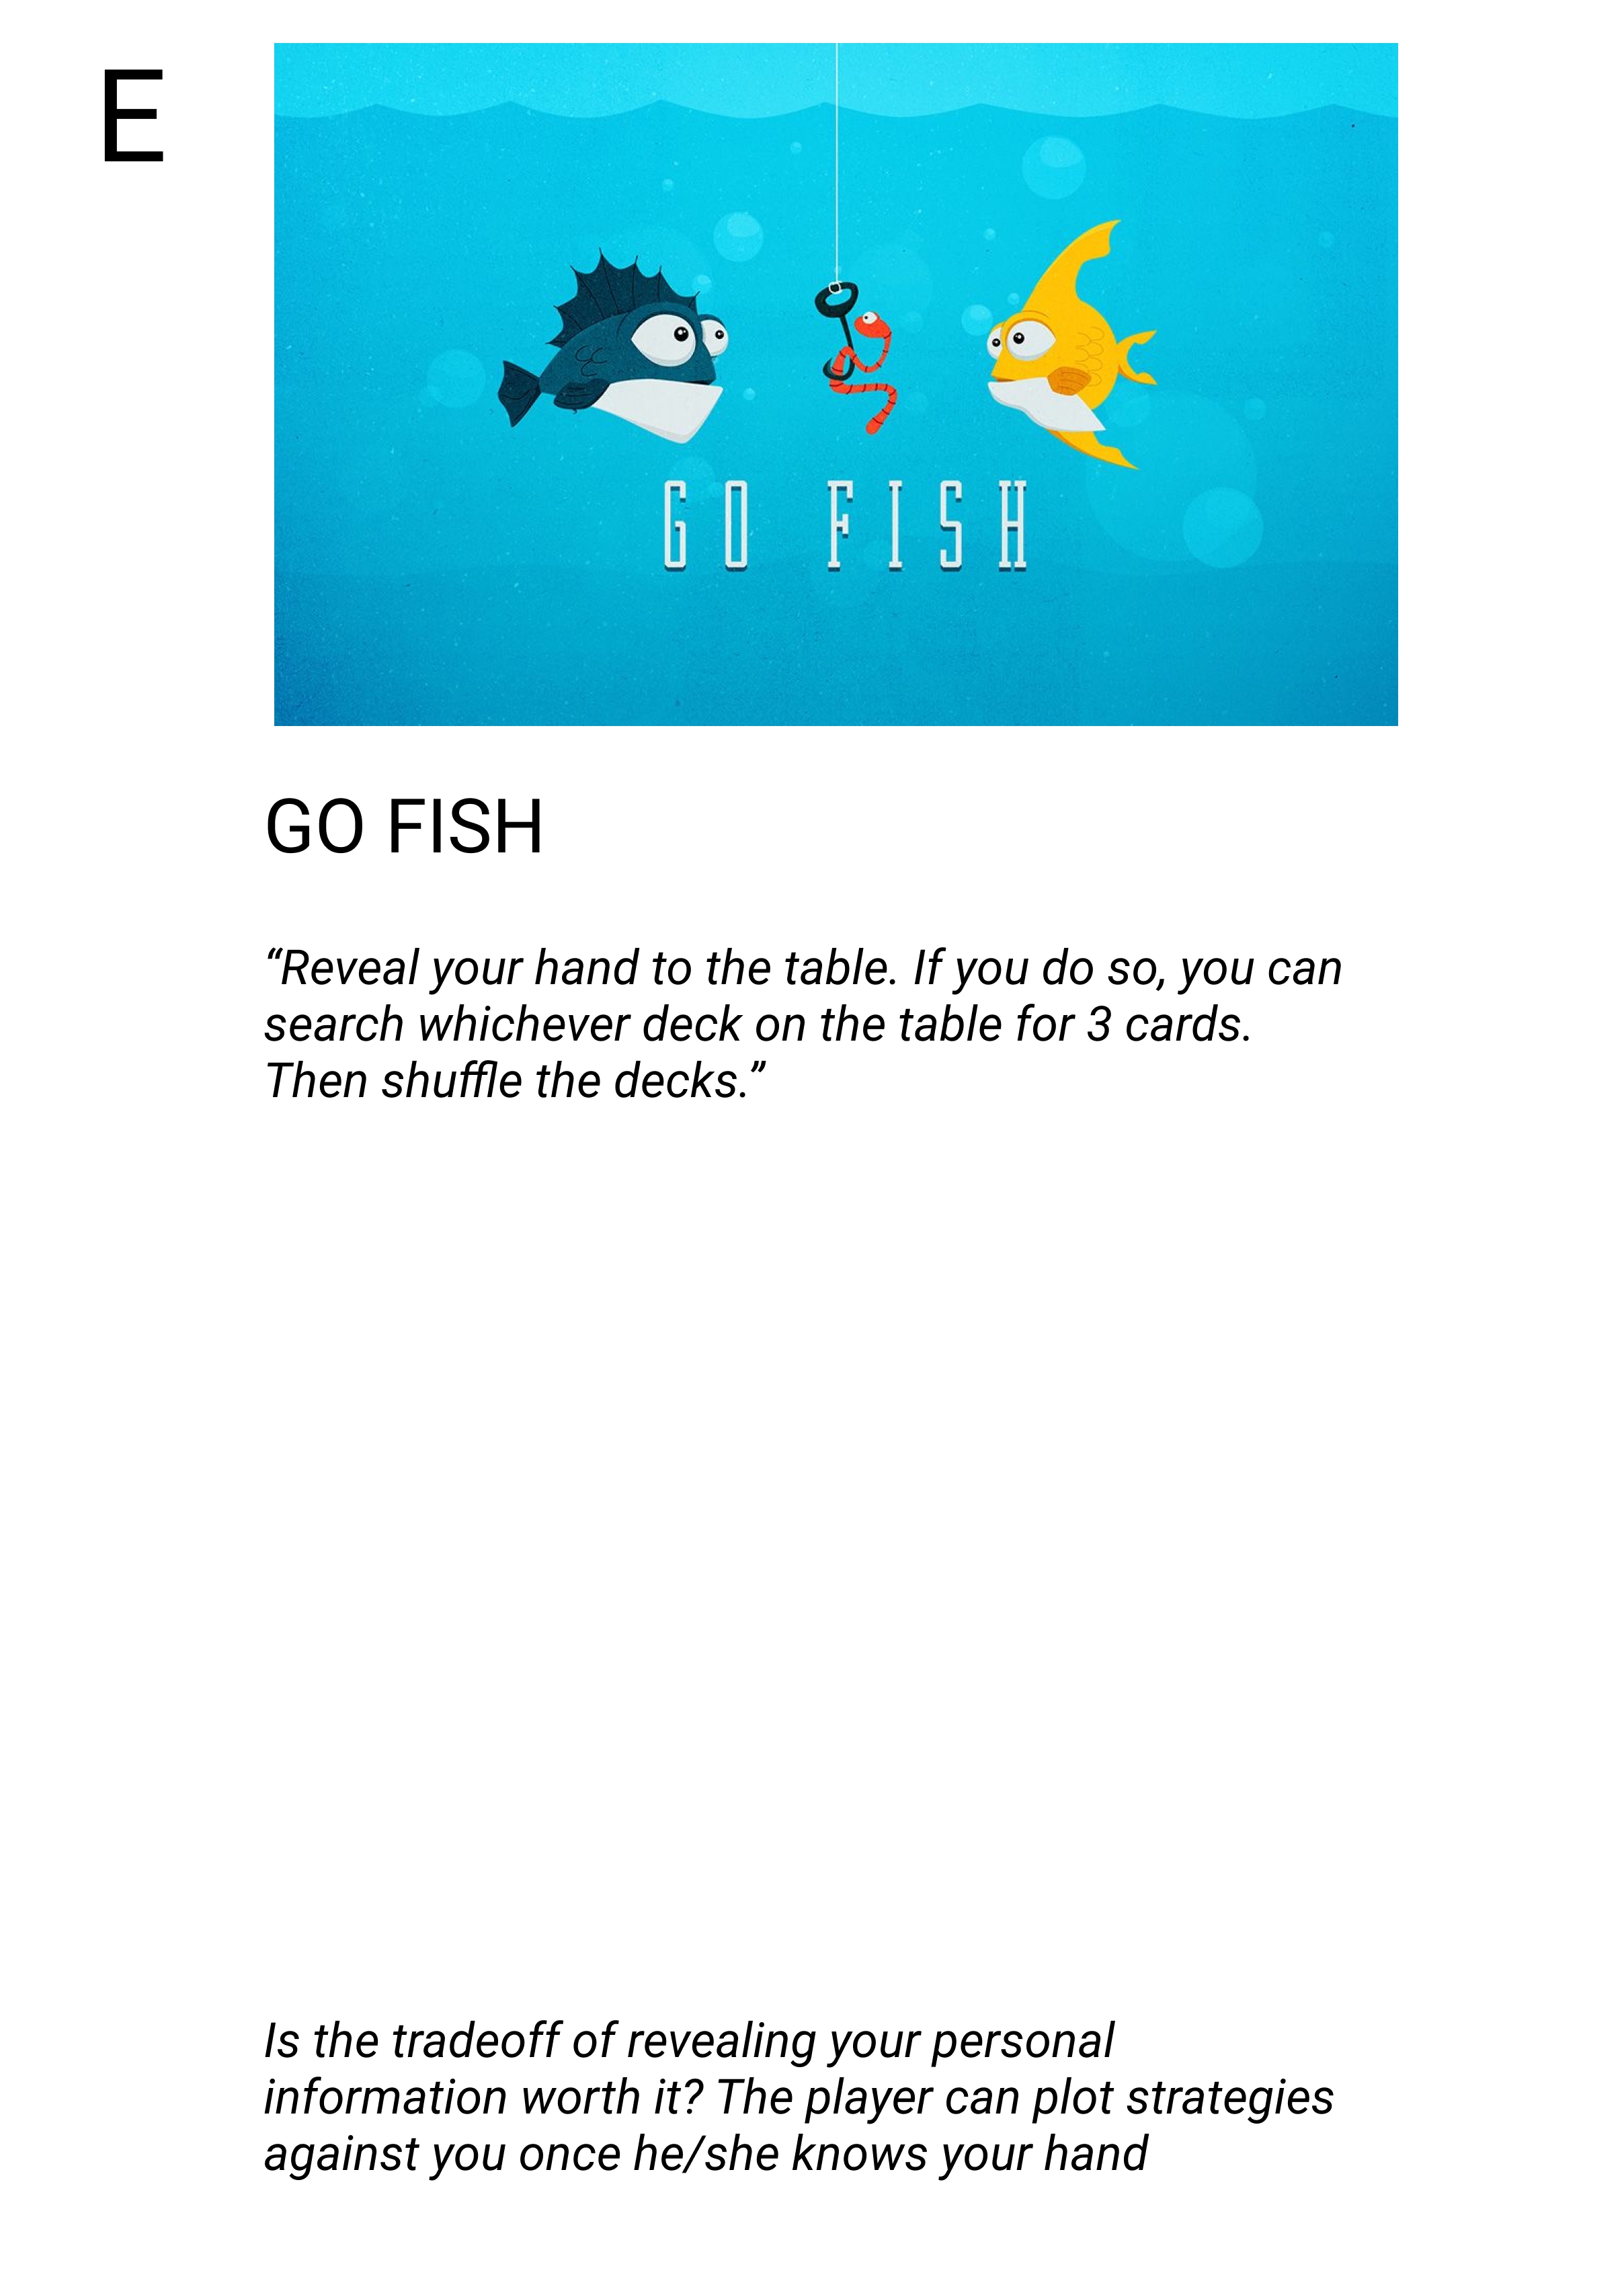 E
GO FISH
GO FISH
“Reveal your hand to the table. If you do so, you can
search whichever deck on the table for 3 cards.
Then shuffle the decks.”
Is the tradeoff of revealing your personal
information worth it? The player can plot strategies
against you once he/she knows your hand